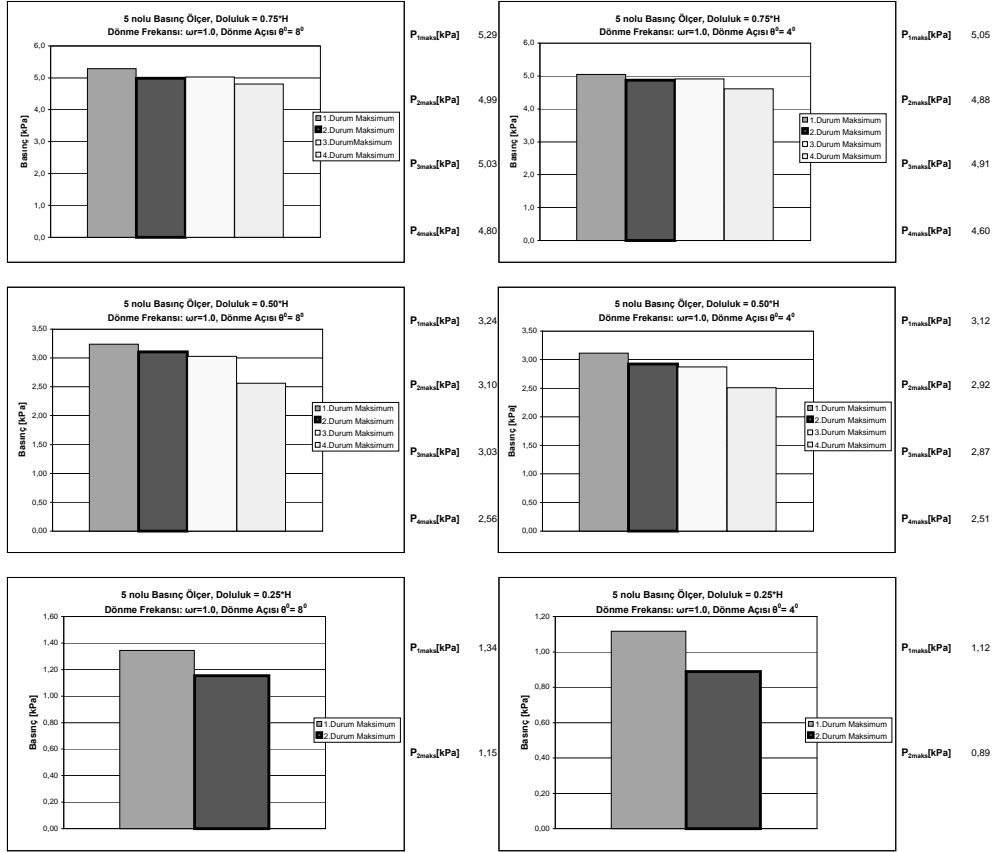 5 nolu Basınç Ölçer, Doluluk = 0.75*H
Dönme Frekansı: ωr=1.0, Dönme Açısı θ⁰= 8⁰
6,0
5,0
4,0
3,0
2,0
1,0
0,0
Basınç [kPa]
1.Durum Maksimum
2.Durum Maksimum
3.DurumMaksimum
4.Durum Maksimum
P1maks[kPa] 5,29
P2maks[kPa] 4,99
P3maks[kPa] 5,03
P4maks[kPa] 4,80
5 nolu Basınç Ölçer, Doluluk = 0.75*H
Dönme Frekansı: ωr=1.0, Dönme Açısı θ⁰= 4⁰
6,0
5,0
4,0
3,0
2,0
1,0
0,0
Basınç [kPa]
1.Durum Maksimum
2.Durum Maksimum
3.Durum Maksimum
4.Durum Maksimum
P1maks[kPa] 5,05
P2maks[kPa] 4,88
P3maks[kPa] 4,91
P4maks[kPa] 4,60
5 nolu Basınç Ölçer, Doluluk = 0.50*H
Dönme Frekansı: ωr=1.0, Dönme Açısı θ⁰= 8⁰
3,50
3,00
2,50
2,00
1,50
1,00
0,50
0,00
Basınç [kPa]
1.Durum Maksimum
2.Durum Maksimum
3.Durum Maksimum
4.Durum Maksimum
P1maks[kPa] 3,24
P2maks[kPa] 3,10
P3maks[kPa] 3,03
P4maks[kPa] 2,56
5 nolu Basınç Ölçer, Doluluk = 0.50*H
Dönme Frekansı: ωr=1.0, Dönme Açısı θ⁰= 4⁰
3,50
3,00
2,50
2,00
1,50
1,00
0,50
0,00
Basınç [kPa]
1.Durum Maksimum
2.Durum Maksimum
3.Durum Maksimum
4.Durum Maksimum
P1maks[kPa] 3,12
P2maks[kPa] 2,92
P3maks[kPa] 2,87
P4maks[kPa] 2,51
5 nolu Basınç Ölçer, Doluluk = 0.25*H
Dönme Frekansı: ωr=1.0, Dönme Açısı θ⁰= 8⁰
1,60
1,40
1,20
1,00
0,80
0,60
0,40
0,20
0,00
Basınç [kPa]
1.Durum Maksimum
2.Durum Maksimum
P1maks[kPa] 1,34
P2maks[kPa] 1,15
5 nolu Basınç Ölçer, Doluluk = 0.25*H
Dönme Frekansı: ωr=1.0, Dönme Açısı θ⁰= 4⁰
1,20
1,00
0,80
0,60
0,40
0,20
0,00
Basınç [kPa]
1.Durum Maksimum
2.Durum Maksimum
P1maks[kPa] 1,12
P2maks[kPa] 0,89